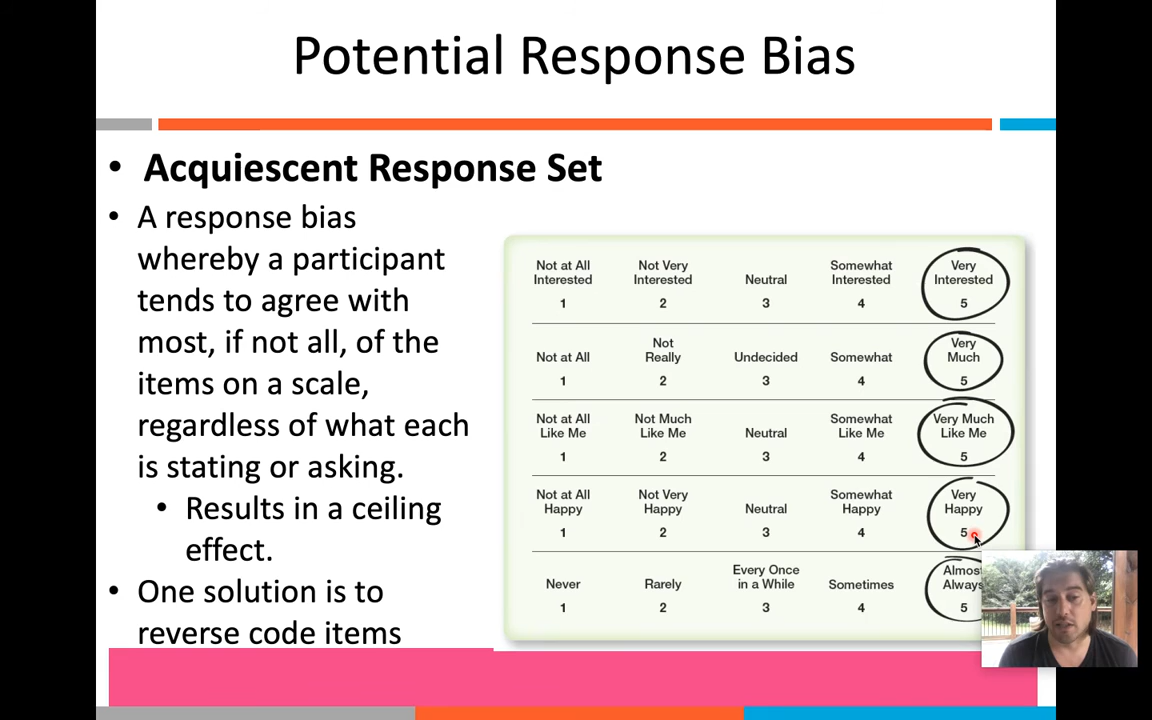 Potential Response Bias
• Acquiescent Response Set
• A response bias
whereby a participant
tends to agree with
most, if not all, of the
items on a scale,
regardless of what each
is stating or asking.
• Results in a ceiling
effect.
• One solution is to
reverse code items
Not at All Not Very Somewhat Very
Interested Interested Neutral Interested Interested
1 2 3 4 5
Not Very
Not at All Really Undecided Somewhat Much
1 2 3 4 5
Not at All Not Much Somewhat Very Much
Like Me Like Me Neutral Like Me Like Me
1 2 3 4 5
Not at All Not Very Somewhat Very
Happy Happy Neutral Happy Happy
1 2 3 4 5
Every Once Almost
Never Rarely in a While Sometimes Always
1 2 3 4 5